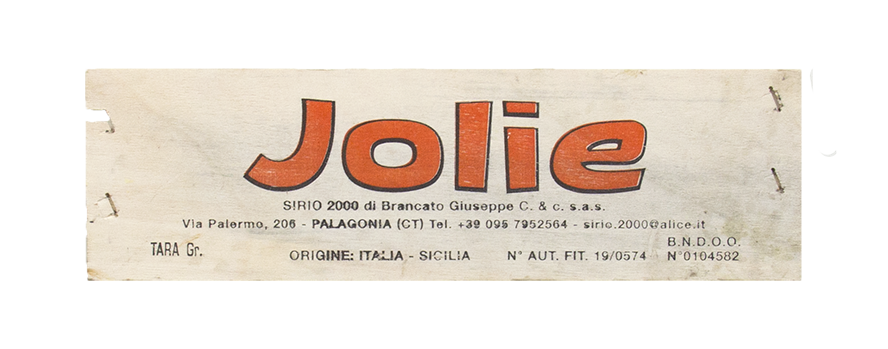 Jolie
SIRIO 2000 di Brancato Giuseppe C. & c. s.a.s.
Via Palermo, 206 - PALAGONIA (CT) Tel. +39 095 7952564 - sirio.2000@alice.it
B.N.D.O.O.
TARA Gr. ORIGINE: ITALIA - SICILIA N° AUT. FIT. 19/0574 N°0104582